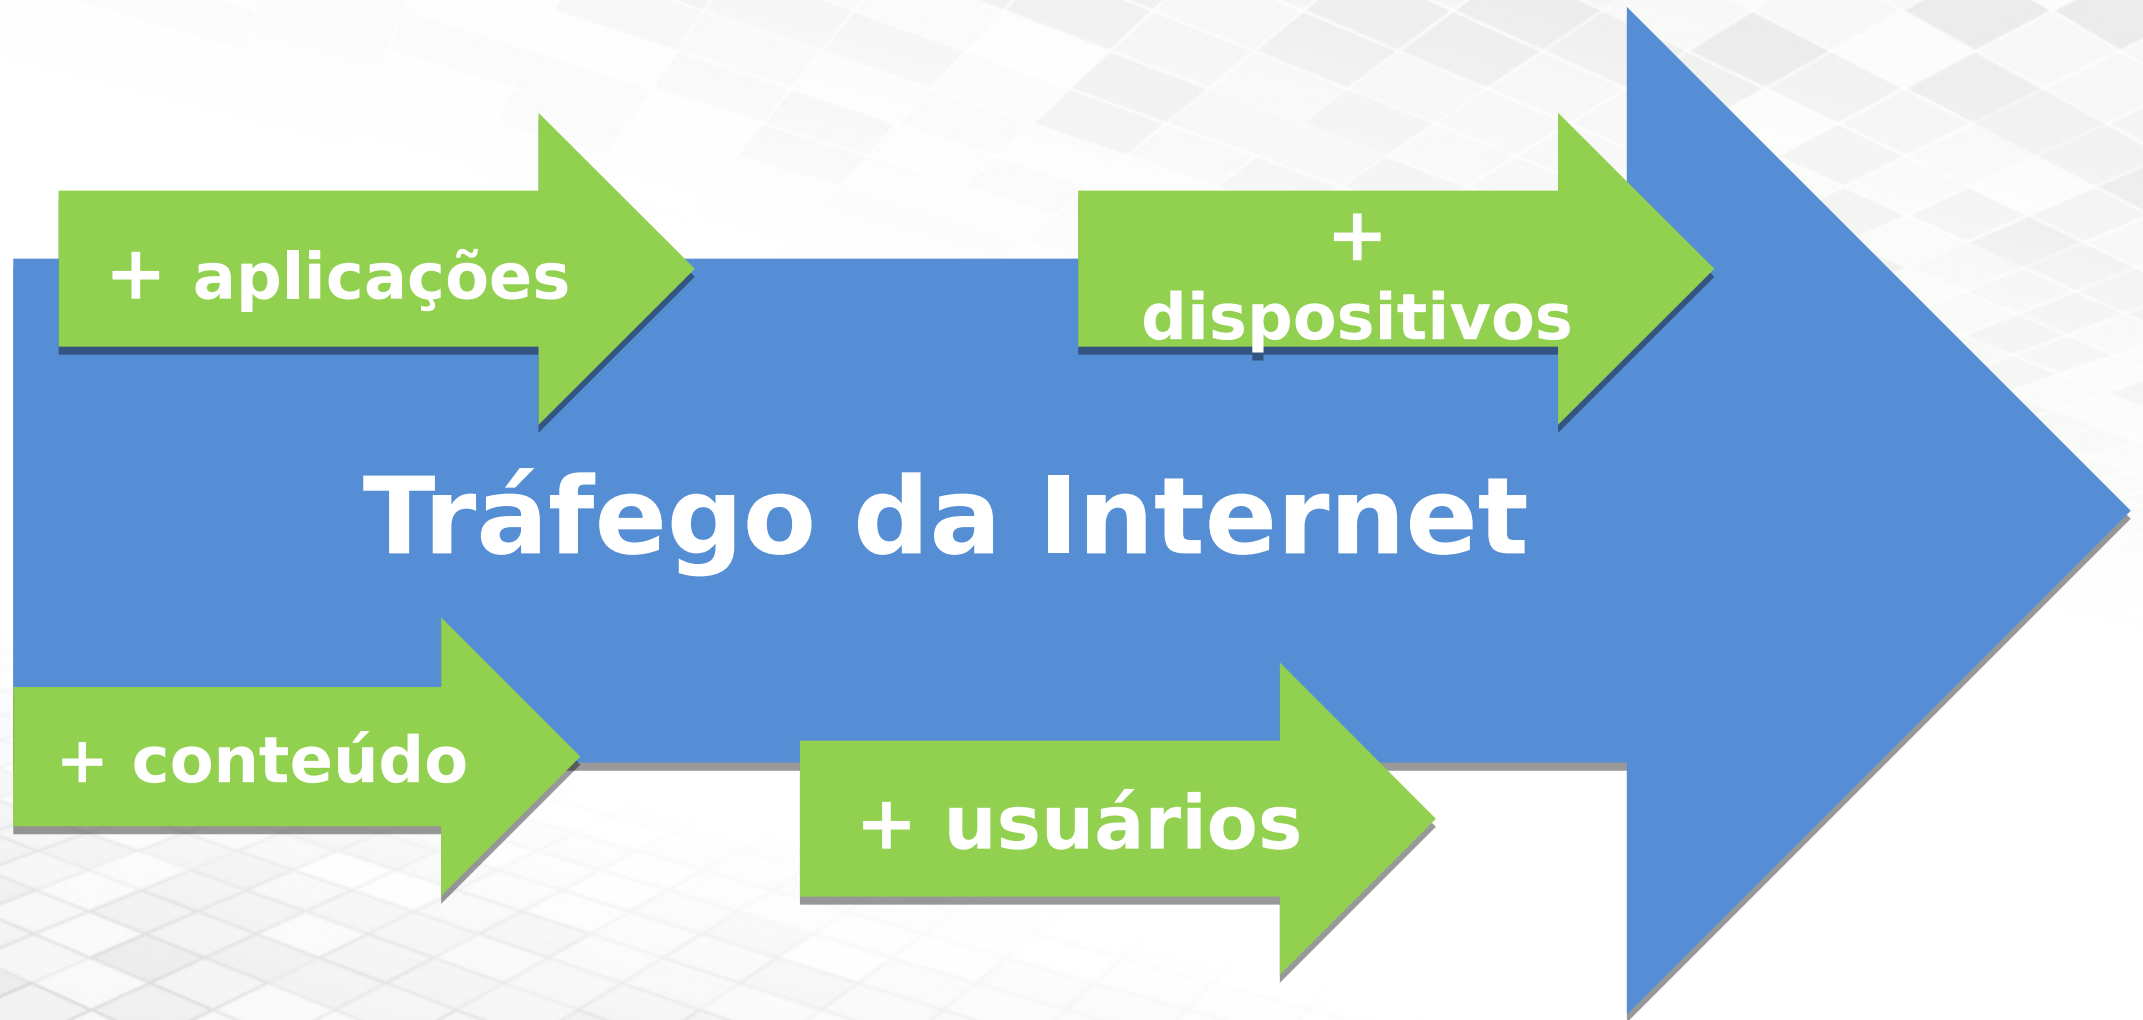 + aplicações
+
dispositivos
Tráfego da Internet
+ conteúdo
+ usuários